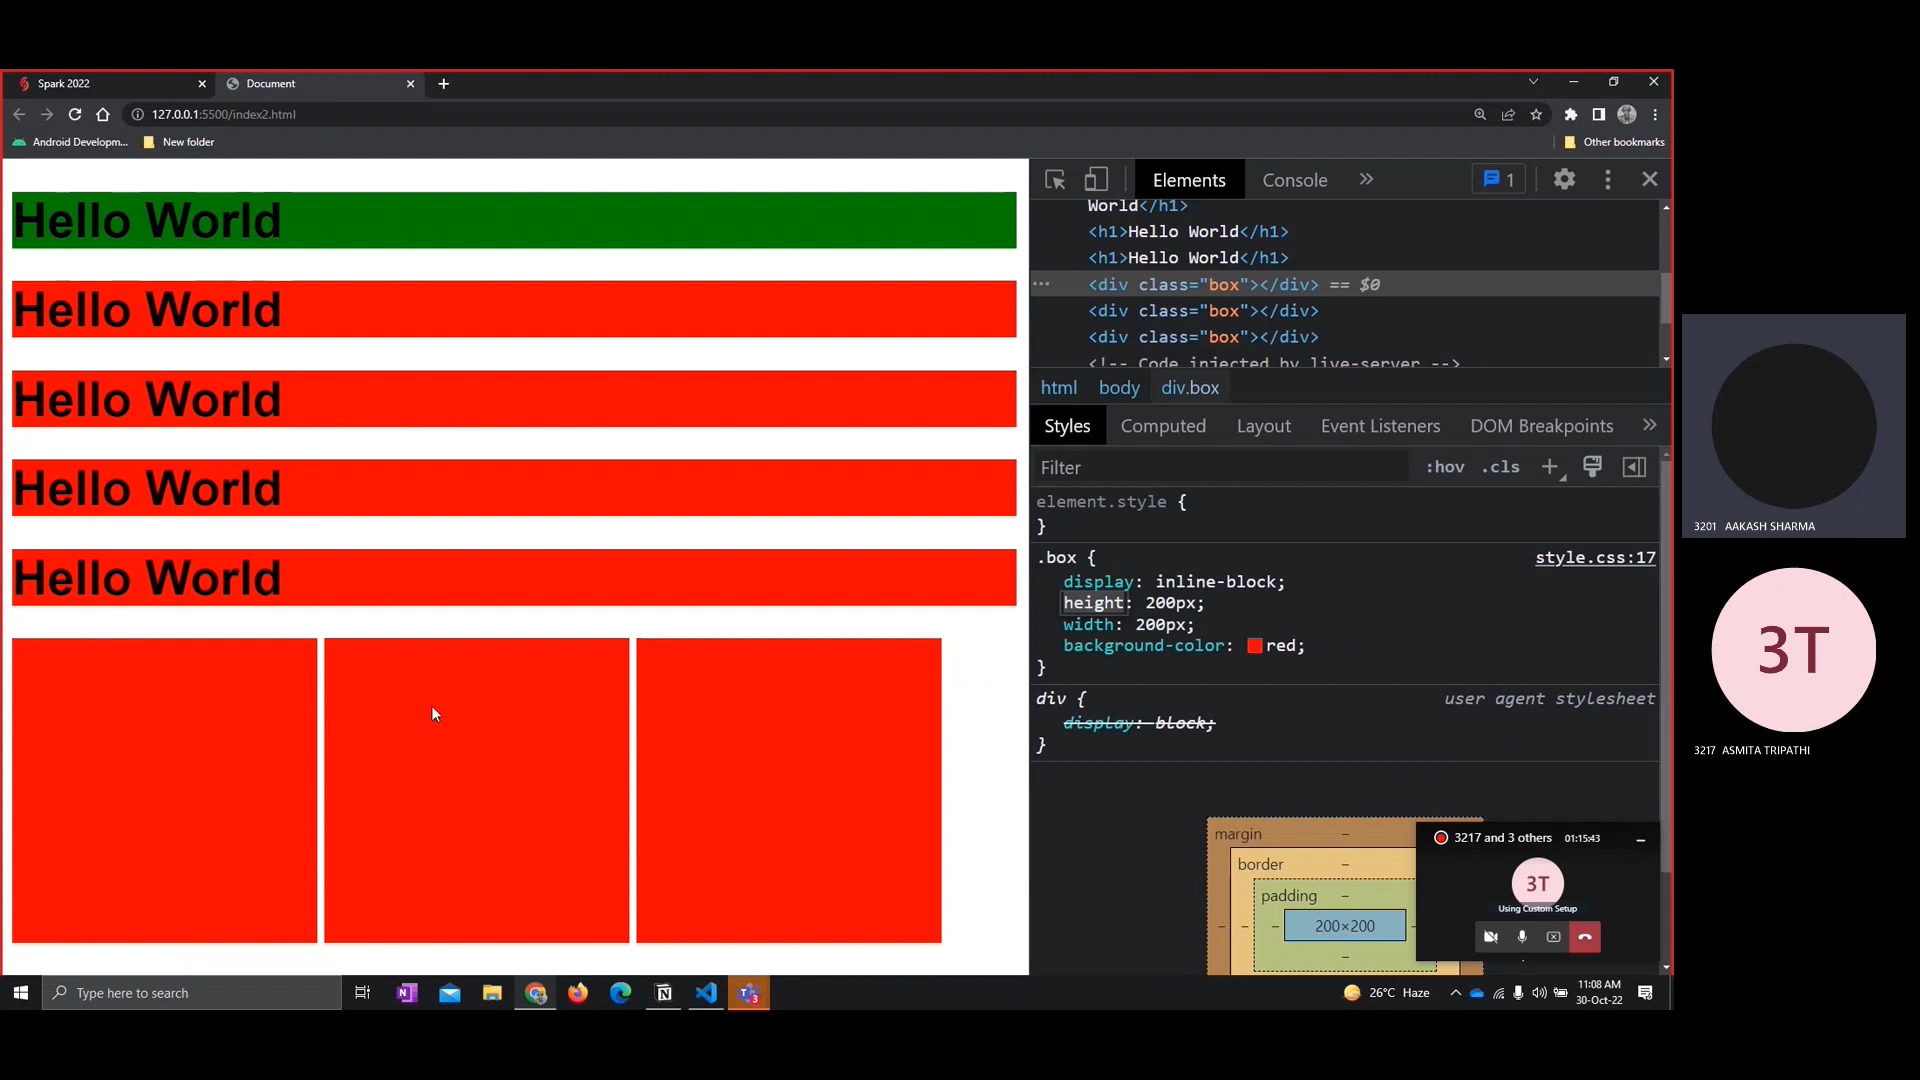 Spark 2022
Document
127.0.0.1:5500/index2.html
Android Developm...
New folder
Other bookmarks
Hello World
Hello World
Hello World
Hello World
Hello World
Elements
Console
1
World</h1>
<h1>Hello World</h1>
<h1>Hello World</h1>
<div class="box"></div> == $0
<div class="box"></div>
<div class="box"></div>
<!-- Code injected by live-server -->
html body div.box
Styles Computed Layout Event Listeners DOM Breakpoints
Filter
:hov .cls
element.style {
}
.box {
style.css:17
display: inline-block;
height: 200px;
width: 200px;
background-color: red;
}
div {
user agent stylesheet
display: block;
}
margin
border
padding
200×200
3217 and 3 others 01:15:43
3T
Using Custom Setup
3201 AAKASH SHARMA
3T
3217 ASMITA TRIPATHI
Type here to search
26°C Haze
11:08 AM
30-Oct-22